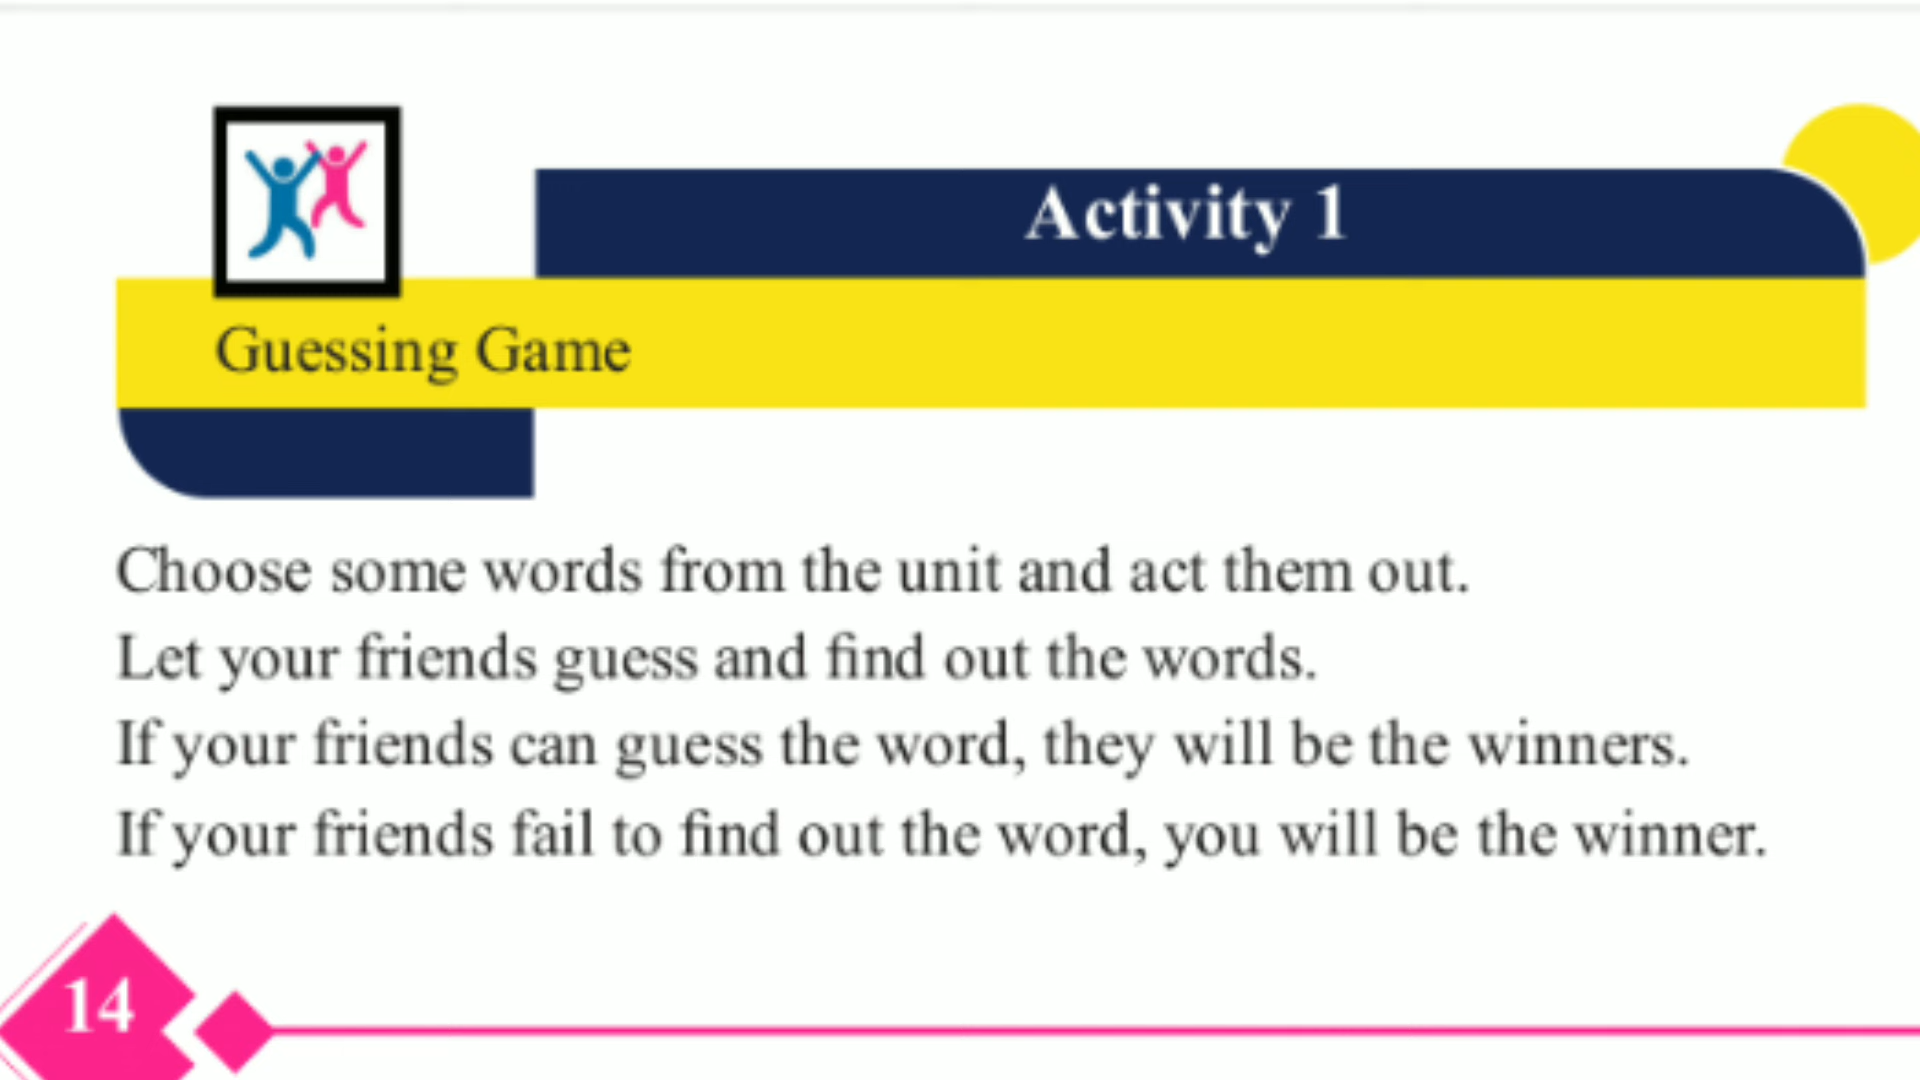 Activity 1
Guessing Game
Choose some words from the unit and act them out.
Let your friends guess and find out the words.
If your friends can guess the word, they will be the winners.
If your friends fail to find out the word, you will be the winner.
14